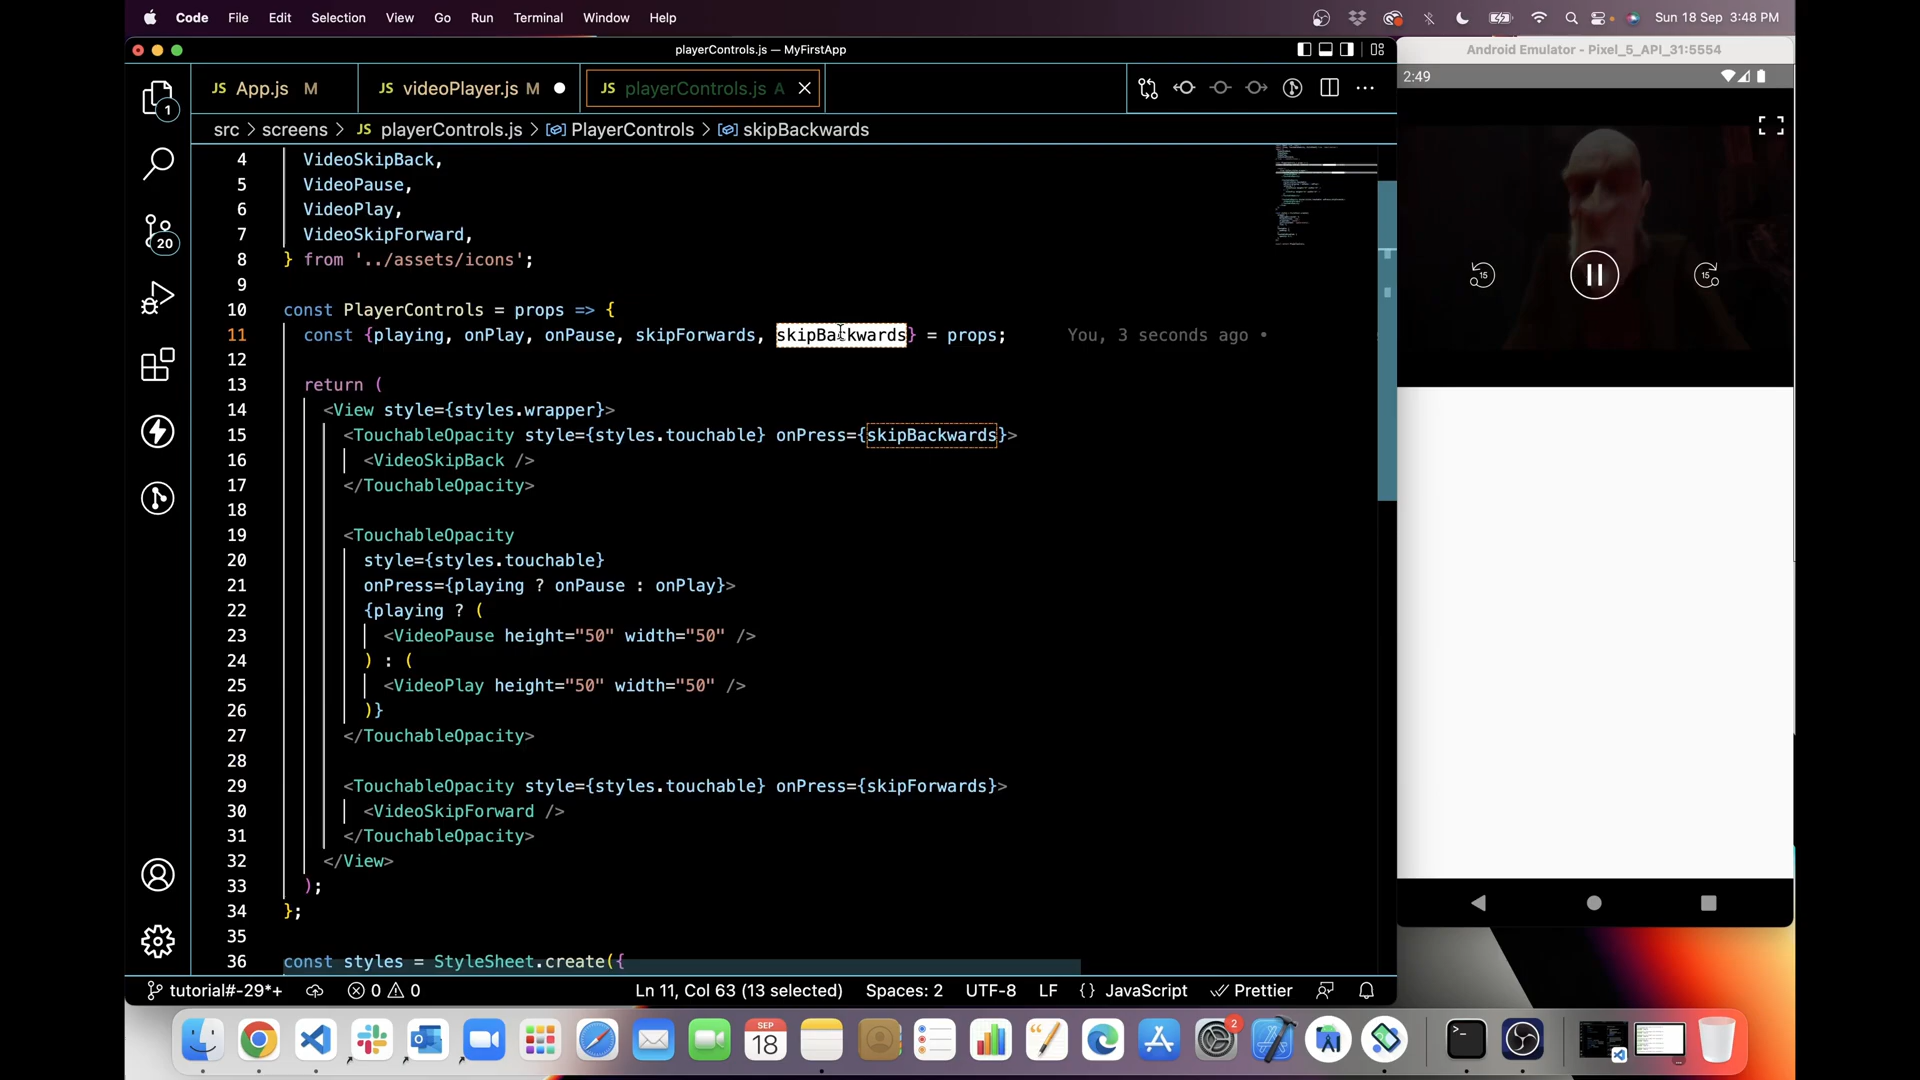 Code File Edit Selection View Go Run Terminal Window Help Sun 18 Sep 3:48 PM
playerControls.js — MyFirstApp
Android Emulator - Pixel_5_API_31:5554
JS App.js M JS videoPlayer.js M JS playerControls.js A
2:49
src > screens > JS playerControls.js > PlayerControls > skipBackwards
4 VideoSkipBack,
5 VideoPause,
6 VideoPlay,
7 VideoSkipForward,
8 } from '../assets/icons';
9
10 const PlayerControls = props => {
11 const {playing, onPlay, onPause, skipForwards, skipBackwards} = props; You, 3 seconds ago •
12
13 return (
14 <View style={styles.wrapper}>
15 <TouchableOpacity style={styles.touchable} onPress={skipBackwards}>
16 <VideoSkipBack />
17 </TouchableOpacity>
18
19 <TouchableOpacity
20 style={styles.touchable}
21 onPress={playing ? onPause : onPlay}>
22 {playing ? (
23 <VideoPause height="50" width="50" />
24 ) : (
25 <VideoPlay height="50" width="50" />
26 )}
27 </TouchableOpacity>
28
29 <TouchableOpacity style={styles.touchable} onPress={skipForwards}>
30 <VideoSkipForward />
31 </TouchableOpacity>
32 </View>
33 );
34 };
35
36 const styles = StyleSheet.create({
1
20
15
15
tutorial#-29*+ 0 0 Ln 11, Col 63 (13 selected) Spaces: 2 UTF-8 LF {} JavaScript Prettier
SEP
18
2